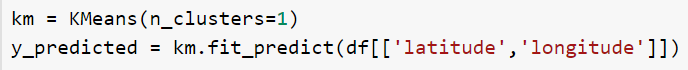 km = KMeans(n_clusters=1)
y_predicted = km.fit_predict(df[['latitude','longitude']])